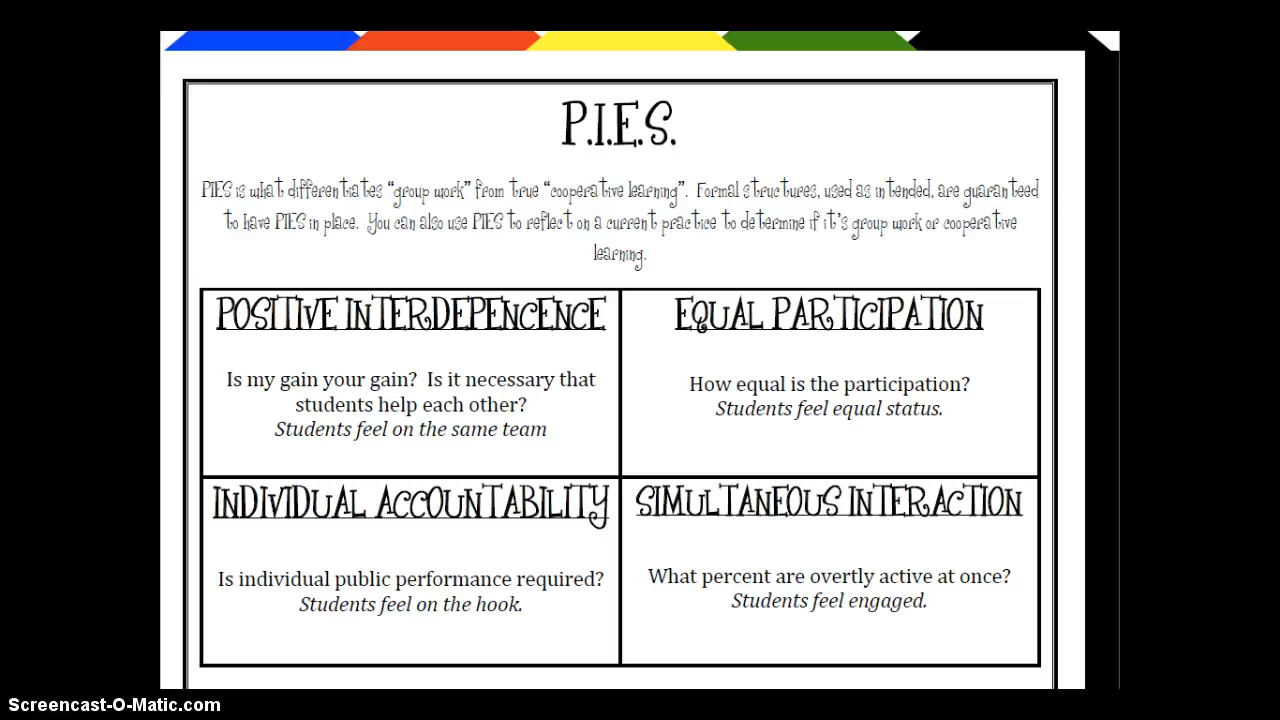 P.I.E.S.
PIES is what differentiates “group work” from true “cooperative learning”. Formal structures, used as intended, are guaranteed
to have PIES in place. You can also use PIES to reflect on a current practice to determine if it’s group work or cooperative
learning.
POSITIVE INTERDEPENCENCE
Is my gain your gain? Is it necessary that
students help each other?
Students feel on the same team
EQUAL PARTICIPATION
How equal is the participation?
Students feel equal status.
INDIVIDUAL ACCOUNTABILITY
Is individual public performance required?
Students feel on the hook.
SIMULTANEOUS INTERACTION
What percent are overtly active at once?
Students feel engaged.
Screencast-O-Matic.com